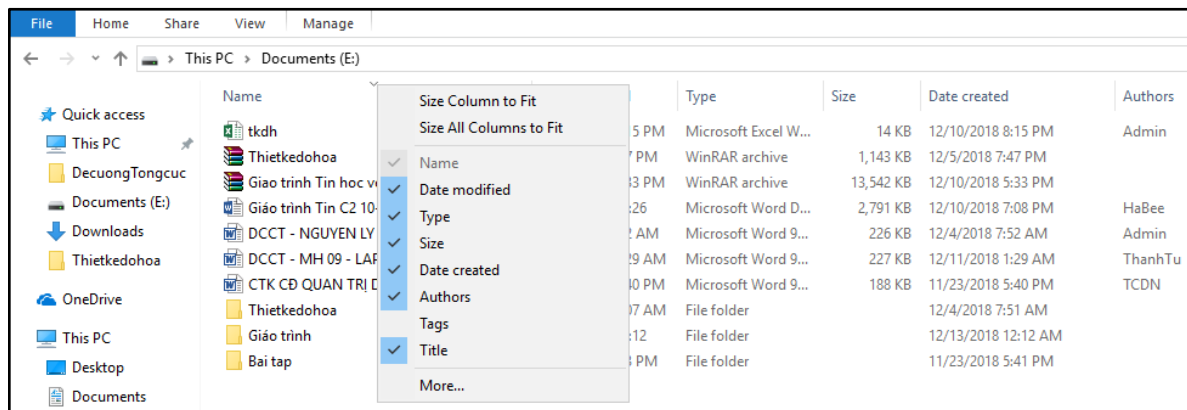 File Home Share View Manage
This PC > Documents (E:)
Name Type Size Date created Authors
Quick access
This PC
DecuongTongcuc
Documents (E:)
Downloads
Thietkedohoa
OneDrive
This PC
Desktop
Documents
tkdh 5 PM Microsoft Excel W... 14 KB 12/10/2018 8:15 PM Admin
Thietkedohoa 7 PM WinRAR archive 1,143 KB 12/5/2018 7:47 PM
Giao trinh Tin hoc v 33 PM WinRAR archive 13,542 KB 12/10/2018 5:33 PM
Giáo trình Tin C2 10- :26 Microsoft Word D... 2,791 KB 12/10/2018 7:08 PM HaBee
DCCT - NGUYEN LY 2 AM Microsoft Word 9... 226 KB 12/4/2018 7:52 AM Admin
DCCT - MH 09 - LAP 29 AM Microsoft Word 9... 227 KB 12/11/2018 1:29 AM ThanhTu
CTK CĐ QUAN TRỊ D 40 PM Microsoft Word 9... 188 KB 11/23/2018 5:40 PM TCDN
Thietkedohoa 07 AM File folder 12/4/2018 7:51 AM
Giáo trình :12 File folder 12/13/2018 12:12 AM
Bai tap PM File folder 11/23/2018 5:41 PM
Size Column to Fit
Size All Columns to Fit
Name
Date modified
Type
Size
Date created
Authors
Tags
Title
More...